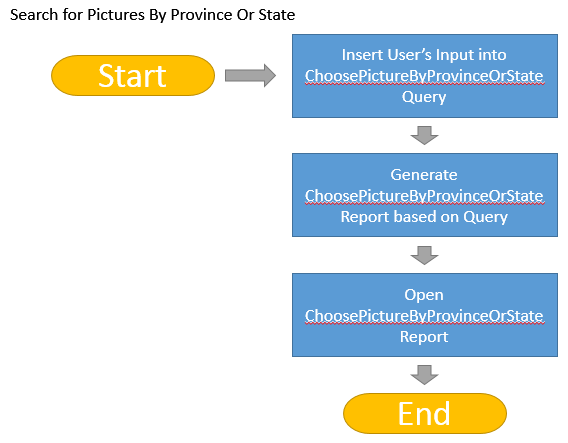 Search for Pictures By Province Or State
Start
Insert User's Input into
ChoosePictureByProvinceOrState
Query
Generate
ChoosePictureByProvinceOrState
Report based on Query
Open
ChoosePictureByProvinceOrState
Report
End